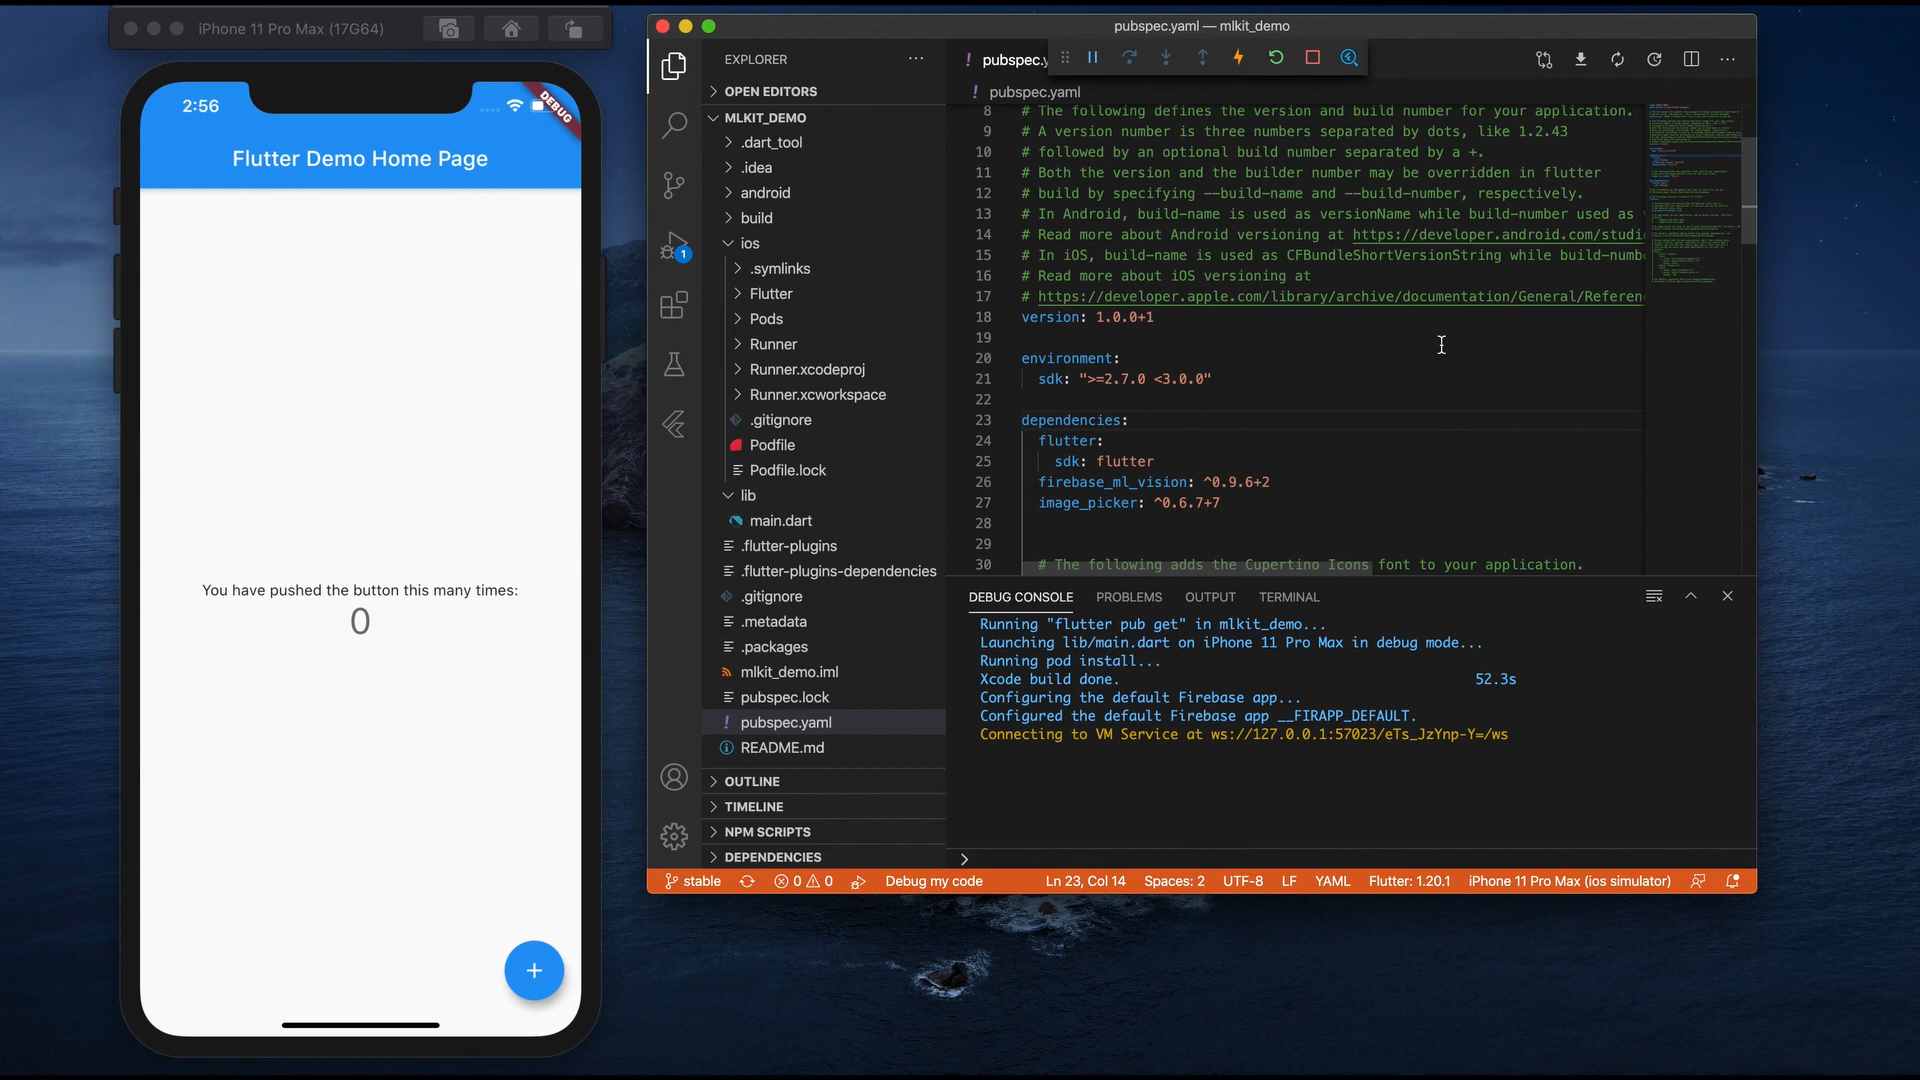 iPhone 11 Pro Max (17G64)
2:56
DEBUG
Flutter Demo Home Page
You have pushed the button this many times:
0
+
pubspec.yaml — mlkit_demo
EXPLORER
OPEN EDITORS
MLKIT_DEMO
.dart_tool
.idea
android
build
ios
.symlinks
Flutter
Pods
Runner
Runner.xcodeproj
Runner.xcworkspace
.gitignore
Podfile
Podfile.lock
lib
main.dart
.flutter-plugins
.flutter-plugins-dependencies
.gitignore
.metadata
.packages
mlkit_demo.iml
pubspec.lock
! pubspec.yaml
README.md
OUTLINE
TIMELINE
NPM SCRIPTS
DEPENDENCIES
1
! pubspec.y
! pubspec.yaml
8 # The following defines the version and build number for your application.
9 # A version number is three numbers separated by dots, like 1.2.43
10 # followed by an optional build number separated by a +.
11 # Both the version and the builder number may be overridden in flutter
12 # build by specifying --build-name and --build-number, respectively.
13 # In Android, build-name is used as versionName while build-number used as
14 # Read more about Android versioning at https://developer.android.com/studi
15 # In iOS, build-name is used as CFBundleShortVersionString while build-numb
16 # Read more about iOS versioning at
17 # https://developer.apple.com/library/archive/documentation/General/Referen
18 version: 1.0.0+1
19
20 environment:
21 sdk: ">=2.7.0 <3.0.0"
22
23 dependencies:
24 flutter:
25 sdk: flutter
26 firebase_ml_vision: ^0.9.6+2
27 image_picker: ^0.6.7+7
28
29
30 # The following adds the Cupertino Icons font to your application.
DEBUG CONSOLE PROBLEMS OUTPUT TERMINAL
Running "flutter pub get" in mlkit_demo...
Launching lib/main.dart on iPhone 11 Pro Max in debug mode...
Running pod install...
Xcode build done. 52.3s
Configuring the default Firebase app...
Configured the default Firebase app __FIRAPP_DEFAULT.
Connecting to VM Service at ws://127.0.0.1:57023/eTs_JzYnp-Y=/ws
stable 0 0 Debug my code Ln 23, Col 14 Spaces: 2 UTF-8 LF YAML Flutter: 1.20.1 iPhone 11 Pro Max (ios simulator)